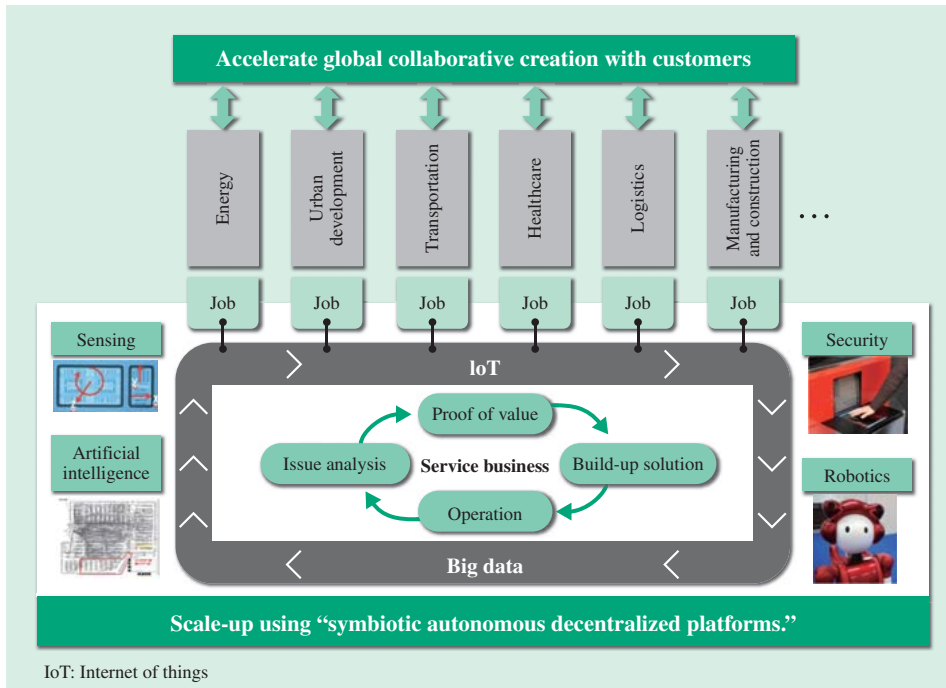 Accelerate global collaborative creation with customers
Energy
Urban
development
Transportation
Healthcare
Logistics
Manufacturing
and construction
...
Job
Job
Job
Job
Job
Job
Sensing
Artificial
intelligence
Security
Robotics
IoT
Proof of value
Issue analysis
Service business
Build-up solution
Operation
Big data
Scale-up using “symbiotic autonomous decentralized platforms.”
IoT: Internet of things